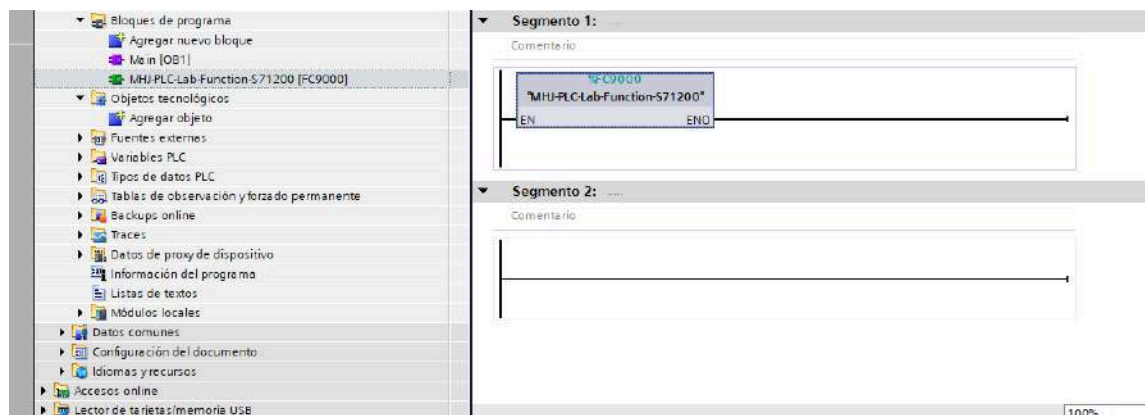 Bloques de programa
Agregar nuevo bloque
Main [OB1]
MHJ-PLC-Lab-Function-S71200 [FC9000]
Objetos tecnológicos
Agregar objeto
Fuentes externas
Variables PLC
Tipos de datos PLC
Tablas de observación y forzado permanente
Backups online
Traces
Datos de proxy de dispositivo
Información del programa
Listas de textos
Módulos locales
Datos comunes
Configuración del documento
Idiomas y recursos
Accesos online
Lector de tarjetas/memoria USB
Segmento 1: .....
Comentario
%FC9000
"MHJ-PLC-Lab-Function-S71200"
EN ENO
Segmento 2: .....
Comentario
100%